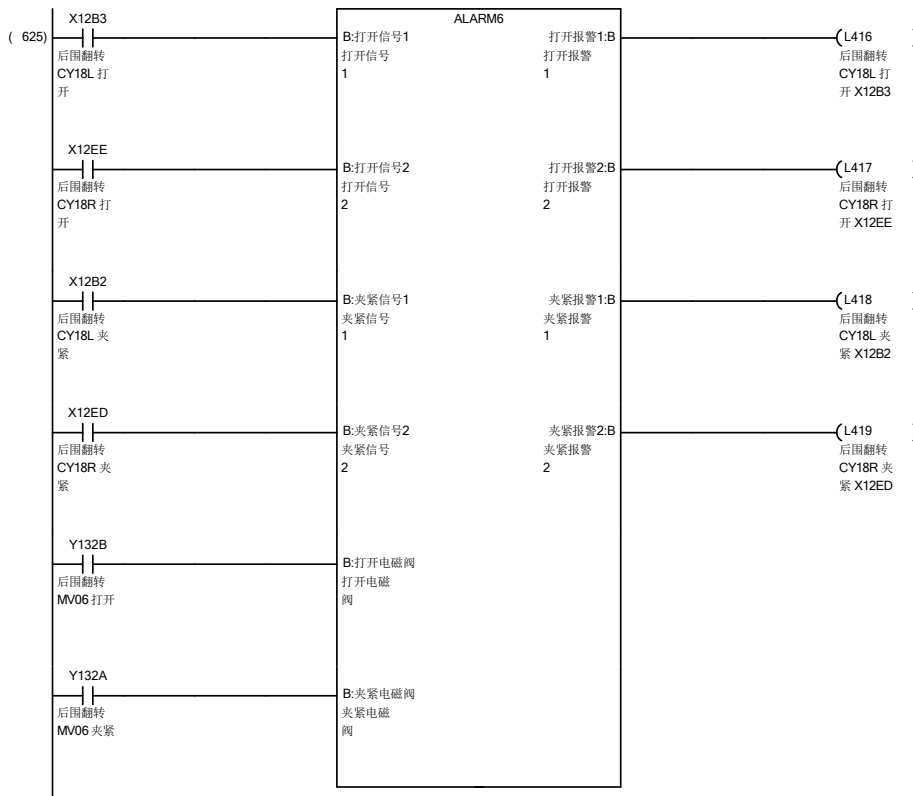 X12B3
ALARM6
( 625)
B:打开信号1
打开报警1:B
L416
后围翻转
打开信号
打开报警
后围翻转
CY18L 打
1
1
CY18L 打
开
开 X12B3
X12EE
B:打开信号2
打开报警2:B
L417
后围翻转
打开信号
打开报警
后围翻转
CY18R 打
2
2
CY18R 打
开
开 X12EE
X12B2
B:夹紧信号1
夹紧报警1:B
L418
后围翻转
夹紧信号
夹紧报警
后围翻转
CY18L 夹
1
1
CY18L 夹
紧
紧 X12B2
X12ED
B:夹紧信号2
夹紧报警2:B
L419
后围翻转
夹紧信号
夹紧报警
后围翻转
CY18R 夹
2
2
CY18R 夹
紧
紧 X12ED
Y132B
B:打开电磁阀
后围翻转
打开电磁
MV06 打开
阀
Y132A
B:夹紧电磁阀
后围翻转
夹紧电磁
MV06 夹紧
阀